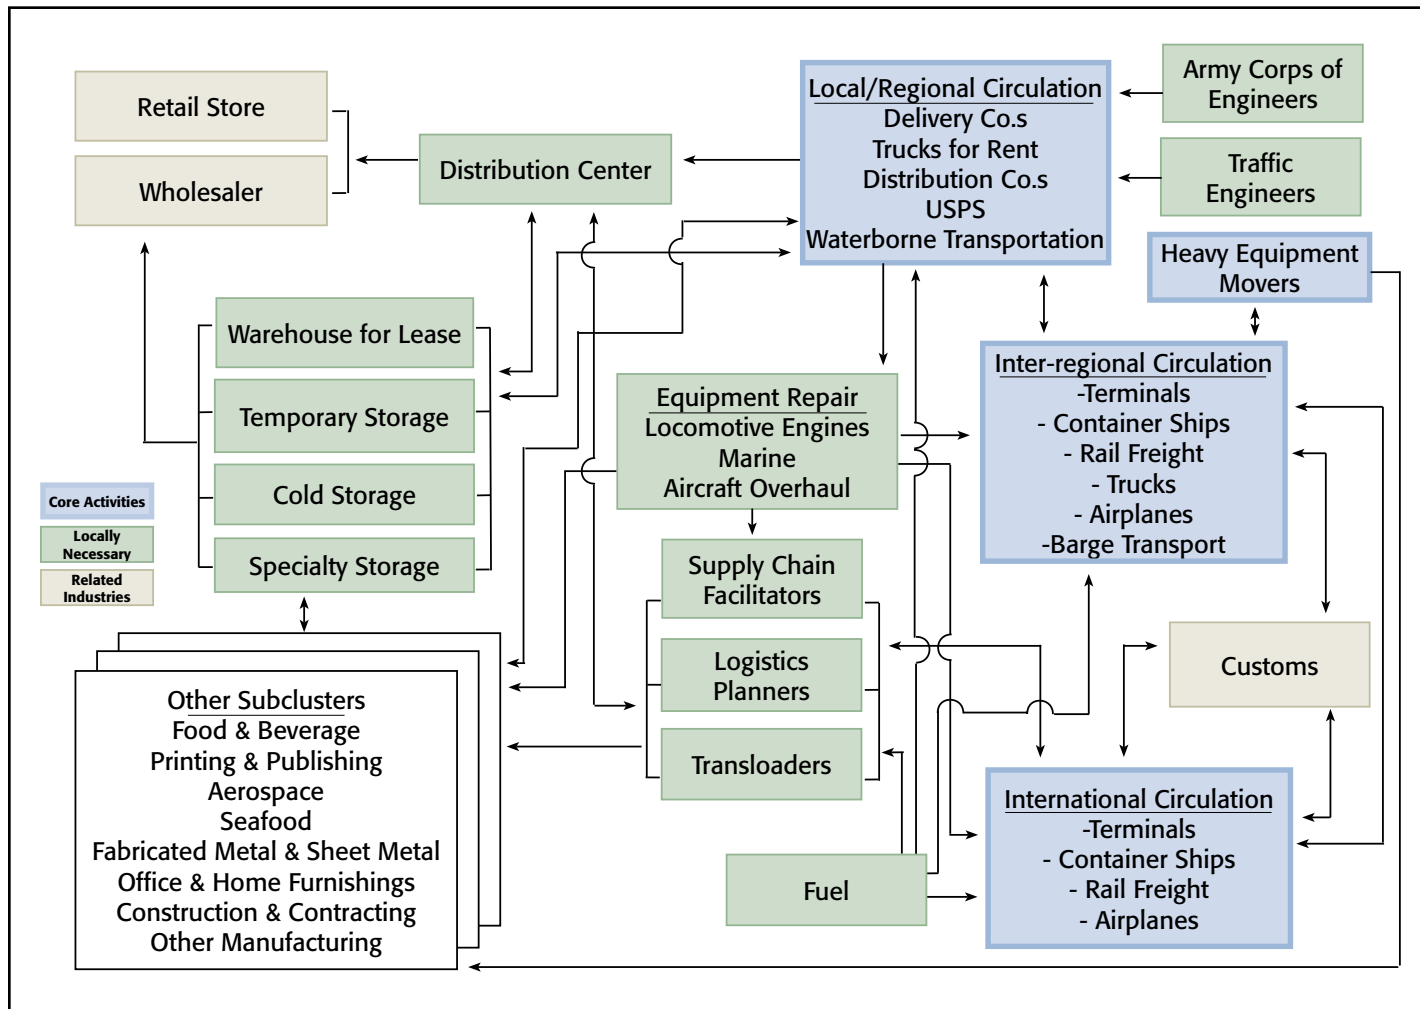 Retail Store
Wholesaler
Distribution Center
Local/Regional Circulation
Delivery Co.s
Trucks for Rent
Distribution Co.s
USPS
Waterborne Transportation
Army Corps of
Engineers
Traffic
Engineers
Heavy Equipment
Movers
Warehouse for Lease
Temporary Storage
Cold Storage
Specialty Storage
Equipment Repair
Locomotive Engines
Marine
Aircraft Overhaul
Inter-regional Circulation
-Terminals
- Container Ships
- Rail Freight
- Trucks
- Airplanes
-Barge Transport
Core Activities
Locally
Necessary
Related
Industries
Supply Chain
Facilitators
Logistics
Planners
Transloaders
Customs
Other Subclusters
Food & Beverage
Printing & Publishing
Aerospace
Seafood
Fabricated Metal & Sheet Metal
Office & Home Furnishings
Construction & Contracting
Other Manufacturing
Fuel
International Circulation
-Terminals
- Container Ships
- Rail Freight
- Airplanes